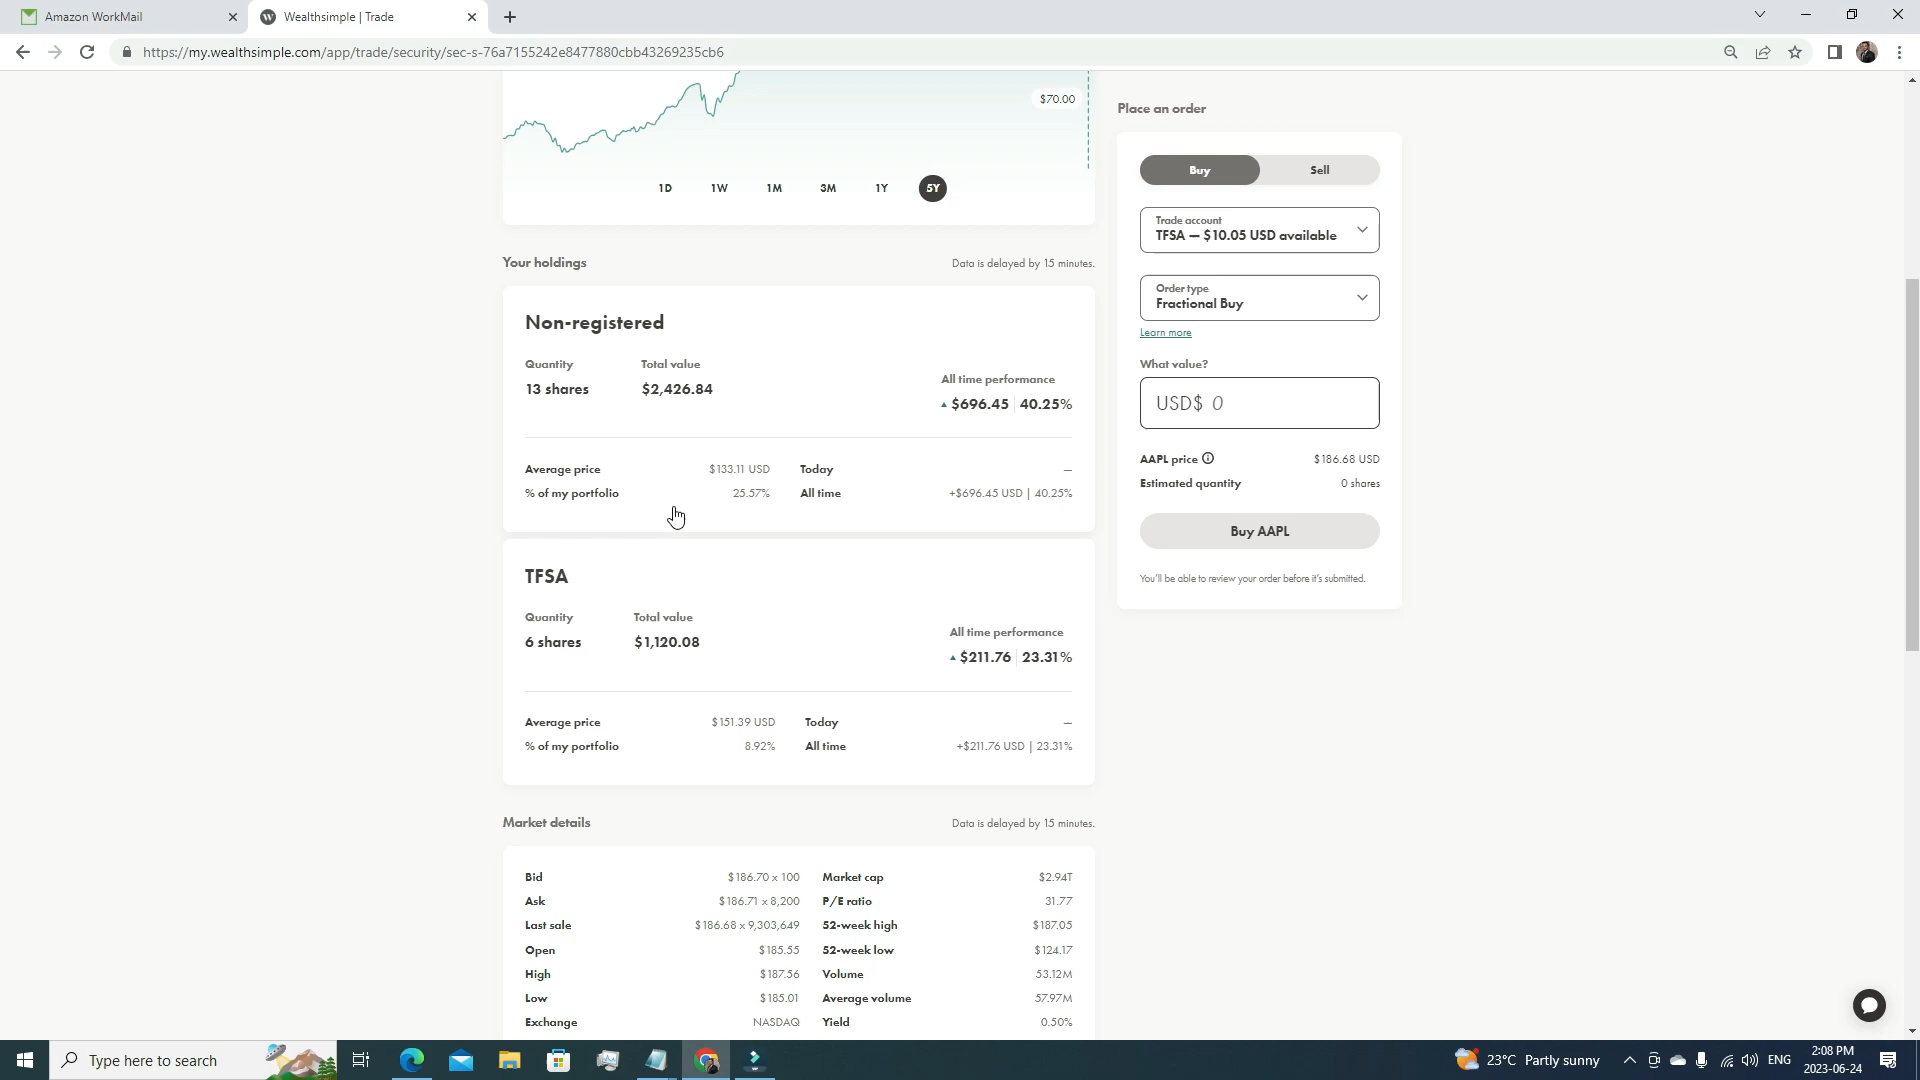 Amazon WorkMail
Wealthsimple | Trade
https://my.wealthsimple.com/app/trade/security/sec-s-76a7155242e8477880cbb43269235cb6
$70.00
1D 1W 1M 3M 1Y 5Y
Your holdings Data is delayed by 15 minutes.
Non-registered
Quantity Total value
13 shares $2,426.84
All time performance
$696.45 40.25%
Average price $133.11 USD Today —
% of my portfolio 25.57% All time +$696.45 USD | 40.25%
TFSA
Quantity Total value
6 shares $1,120.08
All time performance
$211.76 23.31%
Average price $151.39 USD Today —
% of my portfolio 8.92% All time +$211.76 USD | 23.31%
Market details Data is delayed by 15 minutes.
Bid $186.70 x 100 Market cap $2.94T
Ask $186.71 x 8,200 P/E ratio 31.77
Last sale $186.68 x 9,303,649 52-week high $187.05
Open $185.55 52-week low $124.17
High $187.56 Volume 53.12M
Low $185.01 Average volume 57.97M
Exchange NASDAQ Yield 0.50%
Place an order
Buy Sell
Trade account
TFSA — $10.05 USD available
Order type
Fractional Buy
Learn more
What value?
USD$ 0
AAPL price $186.68 USD
Estimated quantity 0 shares
Buy AAPL
You'll be able to review your order before it's submitted.
Type here to search
23°C Partly sunny
ENG
2:08 PM
2023-06-24